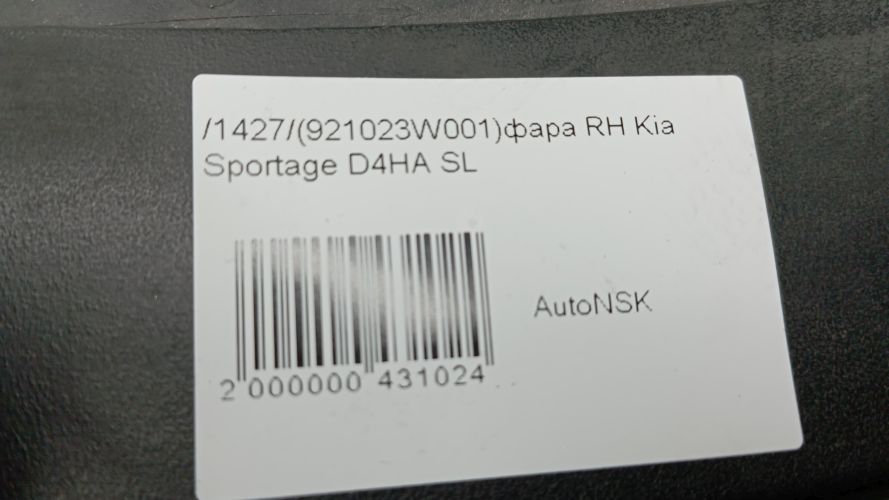 /1427/(921023W001)фара RH Kia
Sportage D4HA SL
AutoNSK
2 000000 431024